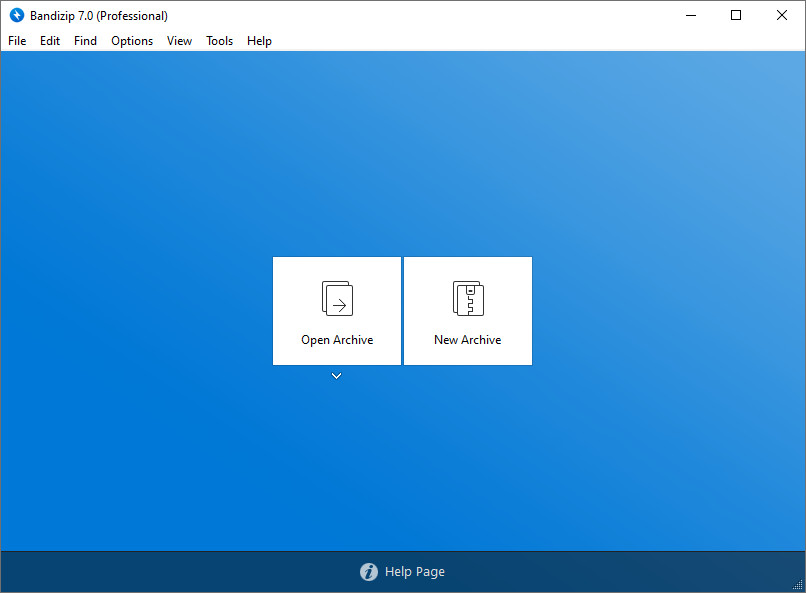 Bandizip 7.0 (Professional)
File Edit Find Options View Tools Help
Open Archive New Archive
Help Page